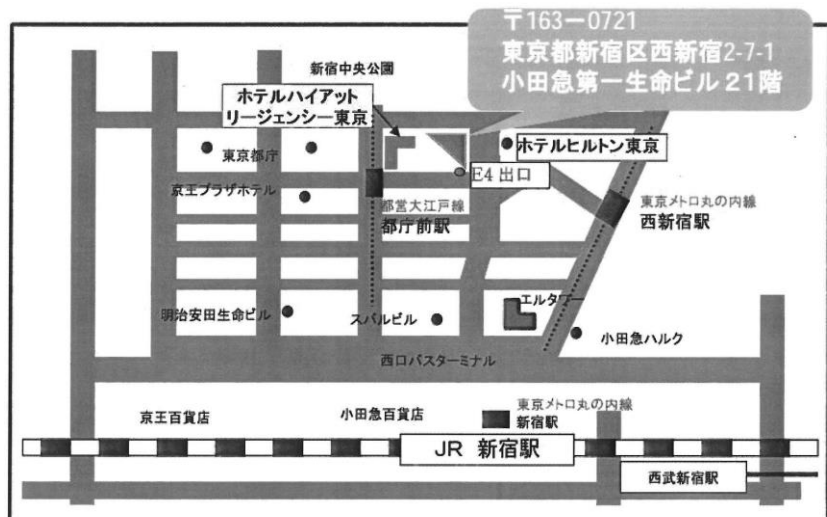 〒163－0721
東京都新宿区西新宿2-7-1
小田急第一生命ビル 21階
新宿中央公園
ホテルハイアット
リージェンシー東京
ホテルヒルトン東京
東京都庁
E4 出口
京王プラザホテル
都営大江戸線
都庁前駅
東京メトロ丸の内線
西新宿駅
エルタワー
明治安田生命ビル
スバルビル
小田急ハルク
西口バスターミナル
京王百貨店
小田急百貨店
東京メトロ丸の内線
新宿駅
JR 新宿駅
西武新宿駅